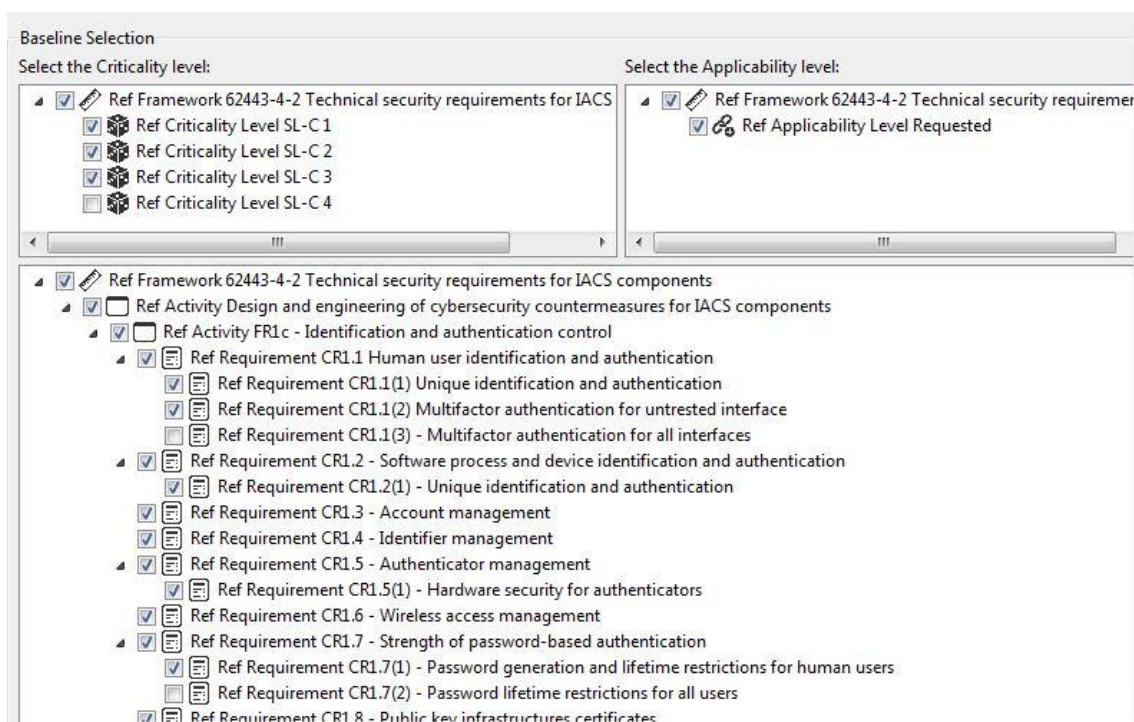 Baseline Selection
Select the Criticality level:
Select the Applicability level:
Ref Framework 62443-4-2 Technical security requirements for IACS
Ref Criticality Level SL-C 1
Ref Criticality Level SL-C 2
Ref Criticality Level SL-C 3
Ref Criticality Level SL-C 4
Ref Framework 62443-4-2 Technical security requiremen
Ref Applicability Level Requested
Ref Framework 62443-4-2 Technical security requirements for IACS components
Ref Activity Design and engineering of cybersecurity countermeasures for IACS components
Ref Activity FR1c - Identification and authentication control
Ref Requirement CR1.1 Human user identification and authentication
Ref Requirement CR1.1(1) Unique identification and authentication
Ref Requirement CR1.1(2) Multifactor authentication for untrested interface
Ref Requirement CR1.1(3) - Multifactor authentication for all interfaces
Ref Requirement CR1.2 - Software process and device identification and authentication
Ref Requirement CR1.2(1) - Unique identification and authentication
Ref Requirement CR1.3 - Account management
Ref Requirement CR1.4 - Identifier management
Ref Requirement CR1.5 - Authenticator management
Ref Requirement CR1.5(1) - Hardware security for authenticators
Ref Requirement CR1.6 - Wireless access management
Ref Requirement CR1.7 - Strength of password-based authentication
Ref Requirement CR1.7(1) - Password generation and lifetime restrictions for human users
Ref Requirement CR1.7(2) - Password lifetime restrictions for all users
Ref Requirement CR1.8 - Public key infrastructures certificates